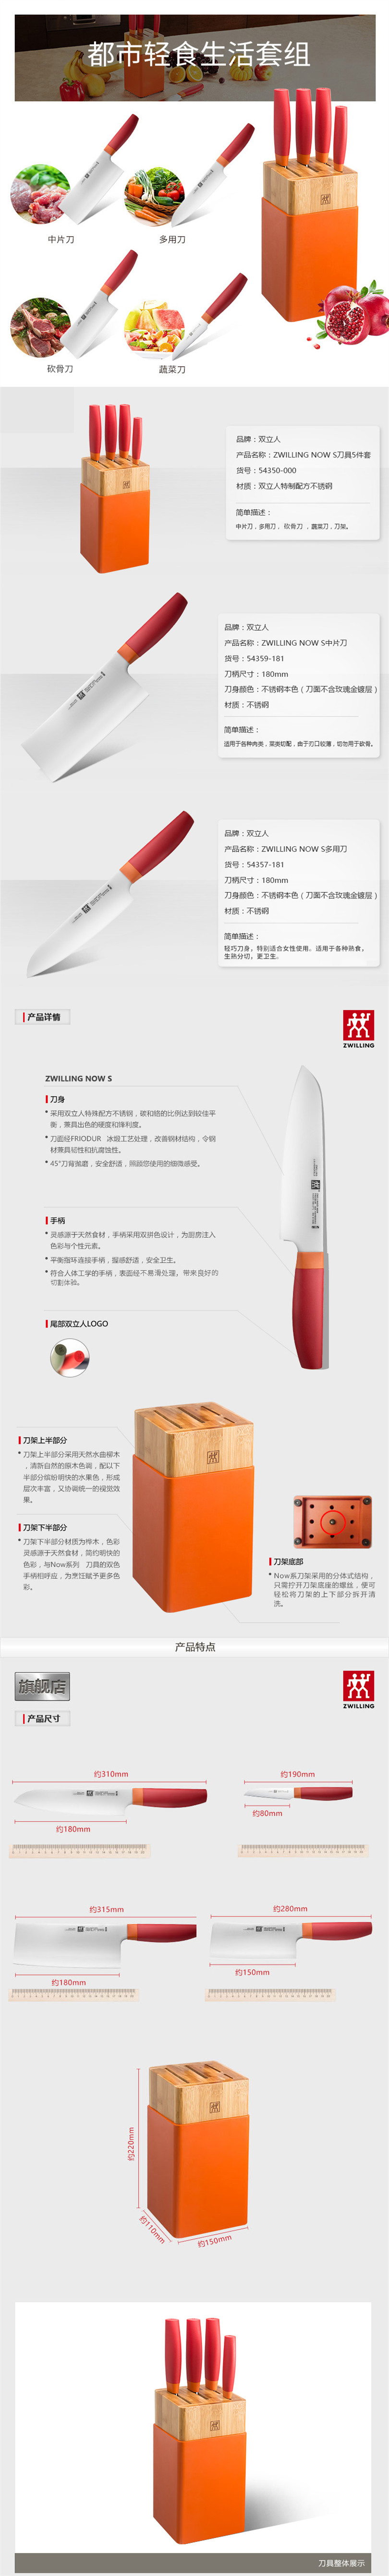 都市轻食生活套组
中片刀
多用刀
砍骨刀
蔬菜刀
品牌：双立人
产品名称：ZWILLING NOW S刀具5件套
货号：54350-000
材质：双立人特制配方不锈钢
简单描述：
中片刀，多用刀，砍骨刀，蔬菜刀，刀架。
品牌：双立人
产品名称：ZWILLING NOW S中片刀
货号：54359-181
刀柄尺寸：180mm
刀身颜色：不锈钢本色（刀面不含玫瑰金镀层）
材质：不锈钢
简单描述：
适用于各种肉类，菜类切配，由于刃口较薄，切勿用于砍骨。
品牌：双立人
产品名称：ZWILLING NOW S多用刀
货号：54357-181
刀柄尺寸：180mm
刀身颜色：不锈钢本色（刀面不含玫瑰金镀层）
材质：不锈钢
简单描述：
轻巧刀身，特别适合女性使用。适用于各种熟食，
生熟分切，更卫生。
产品详情
ZWILLING
ZWILLING NOW S
刀身
采用双立人特殊配方不锈钢，碳和铬的比例达到较佳平
衡，兼具出色的硬度和锋利度。
刀面经FRIODUR 冰煅工艺处理，改善钢材结构，令钢
材兼具韧性和抗腐蚀性。
45°刀背抛磨，安全舒适，照顾您使用的细微感受。
手柄
灵感源于天然食材，手柄采用双拼色设计，为厨房注入
色彩与个性元素。
平衡指环连接手柄，握感舒适，安全卫生。
符合人体工学的手柄，表面经不易滑处理，带来良好的
切割体验。
尾部双立人LOGO
刀架上半部分
刀架上半部分采用天然水曲柳木
，清新自然的原木色调，配以下
半部分缤纷明快的水果色，形成
层次丰富，又协调统一的视觉效
果。
刀架下半部分
刀架下半部分材质为桦木，色彩
灵感源于天然食材，简约明快的
色彩，与Now系列 刀具的双色
手柄相呼应，为烹饪赋予更多色
彩。
刀架底部
Now系刀架采用的分体式结构，
只需拧开刀架底座的螺丝，便可
轻松将刀架的上下部分拆开清
洗。
产品特点
旗舰店
ZWILLING
产品尺寸
约310mm
约180mm
约190mm
约80mm
约315mm
约180mm
约280mm
约150mm
约220mm
约110mm
约150mm
刀具整体展示